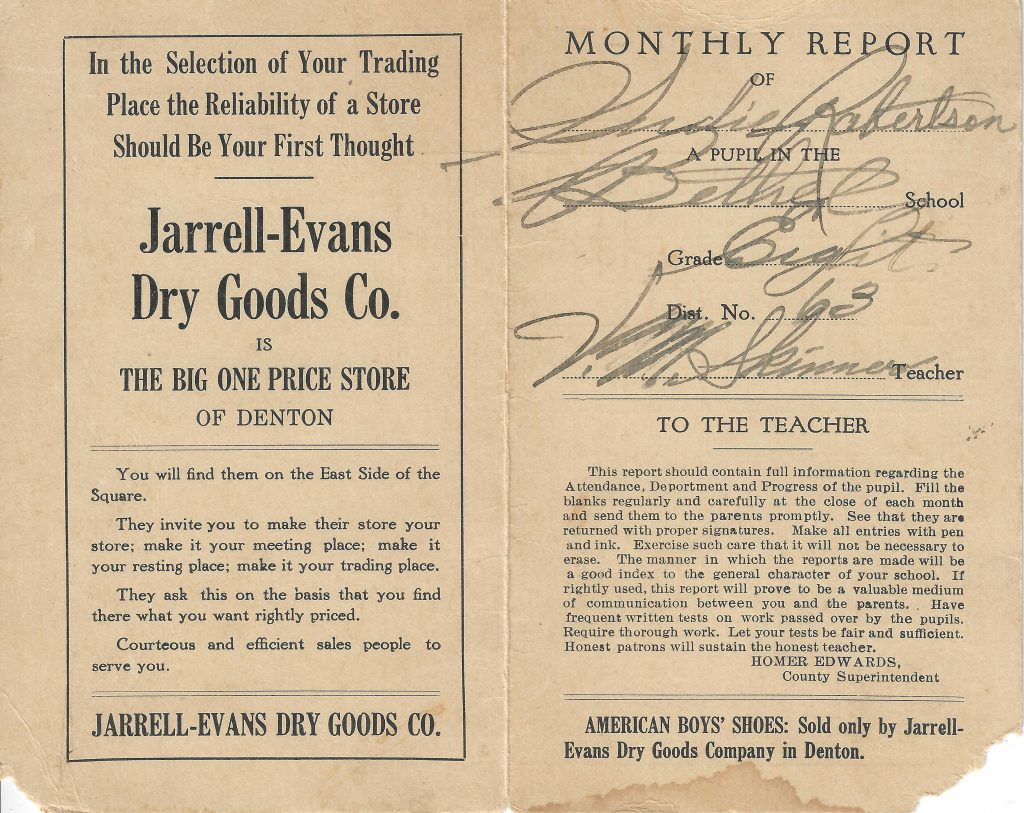 In the Selection of Your Trading
Place the Reliability of a Store
Should Be Your First Thought
Jarrell-Evans
Dry Goods Co.
IS
THE BIG ONE PRICE STORE
OF DENTON
You will find them on the East Side of the
Square.
They invite you to make their store your
store; make it your meeting place; make it
your resting place; make it your trading place.
They ask this on the basis that you find
there what you want rightly priced.
Courteous and efficient sales people to
serve you.
JARRELL-EVANS DRY GOODS CO.
MONTHLY REPORT
OF
Robertson
A PUPIL IN THE
Bethel School
Grade Eight
Dist. No. 63
V. M. Skinner Teacher
TO THE TEACHER
This report should contain full information regarding the
Attendance, Deportment and Progress of the pupil. Fill the
blanks regularly and carefully at the close of each month
and send them to the parents promptly. See that they are
returned with proper signatures. Make all entries with pen
and ink. Exercise such care that it will not be necessary to
erase. The manner in which the reports are made will be
a good index to the general character of your school. If
rightly used, this report will prove to be a valuable medium
of communication between you and the parents. Have
frequent written tests on work passed over by the pupils.
Require thorough work. Let your tests be fair and sufficient.
Honest patrons will sustain the honest teacher.
HOMER EDWARDS,
County Superintendent
AMERICAN BOYS' SHOES: Sold only by Jarrell-
Evans Dry Goods Company in Denton.